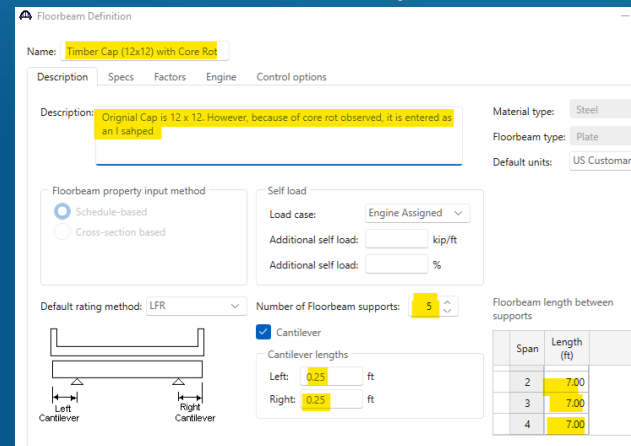 Floorbeam Definition
Name: Timber Cap (12x12) with Core Rot
Description Specs Factors Engine Control options
Description: Orignial Cap is 12 x 12. However, because of core rot observed, it is entered as
an I sahped
Material type: Steel
Floorbeam type: Plate
Default units: US Customar
Floorbeam property input method
Schedule-based
Cross-section based
Self load
Load case: Engine Assigned
Additional self load: kip/ft
Additional self load: %
Default rating method: LFR
Number of Floorbeam supports: 5
Cantilever
Cantilever lengths
Left: 0.25 ft
Right: 0.25 ft
Left
Cantilever
Right
Cantilever
Floorbeam length between
supports
Span Length
(ft)
2 7.00
3 7.00
4 7.00